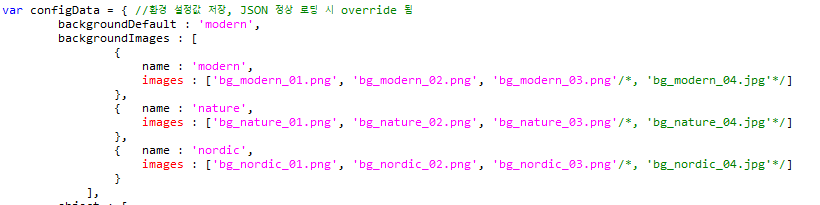 var configData = { //환경 설정값 저장, JSON 정상 로팅 시 override 됨
backgroundDefault : 'modern',
backgroundImages : [
{
name : 'modern',
images : ['bg_modern_01.png', 'bg_modern_02.png', 'bg_modern_03.png'/*, 'bg_modern_04.jpg'*/]
},
{ name : 'nature',
images : ['bg_nature_01.png', 'bg_nature_02.png', 'bg_nature_03.png'/*, 'bg_nature_04.jpg'*/]
},
{ name : 'nordic',
images : ['bg_nordic_01.png', 'bg_nordic_02.png', 'bg_nordic_03.png'/*, 'bg_nordic_04.jpg'*/]
}
],